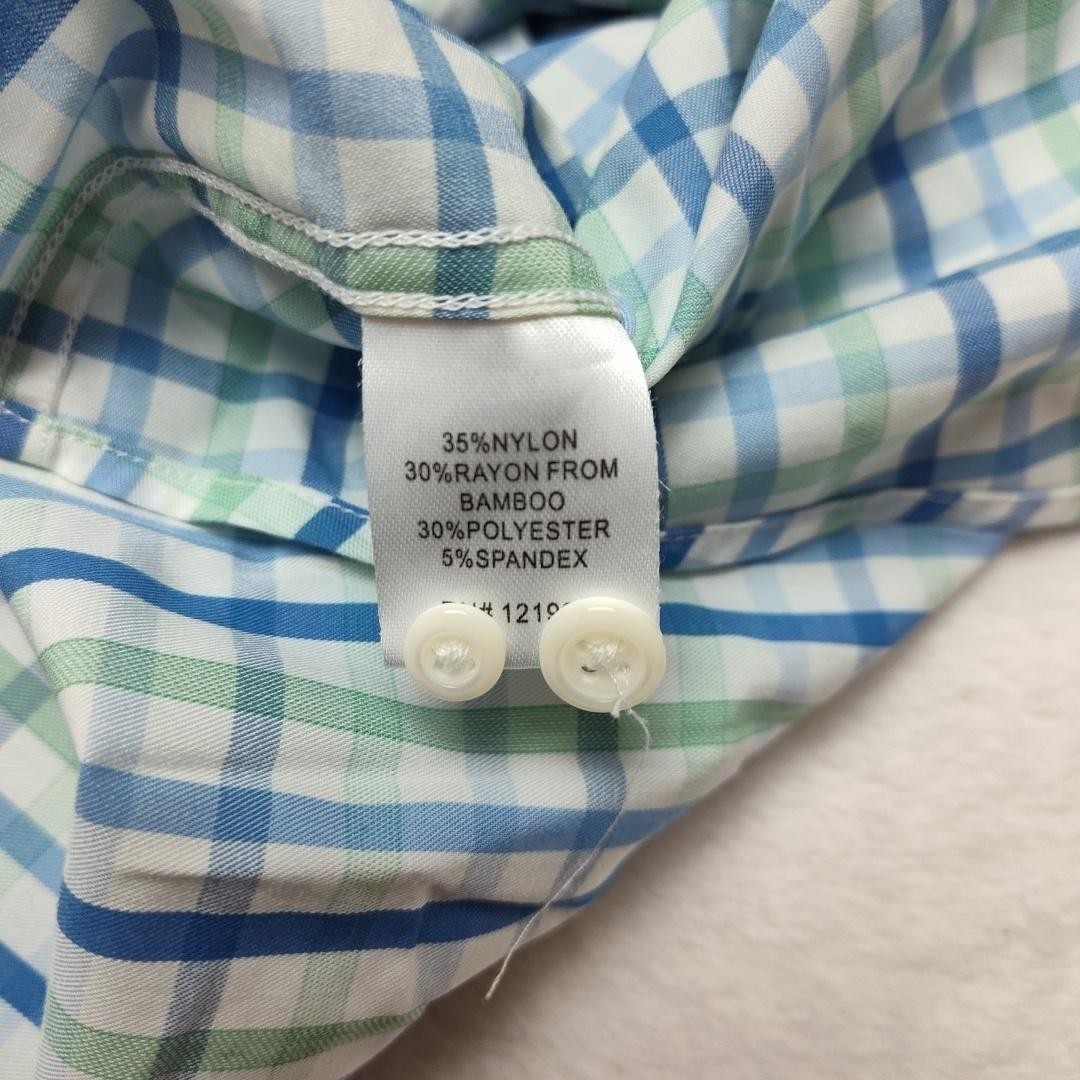 35%NYLON
30%RAYON FROM
BAMBOO
30%POLYESTER
5%SPANDEX